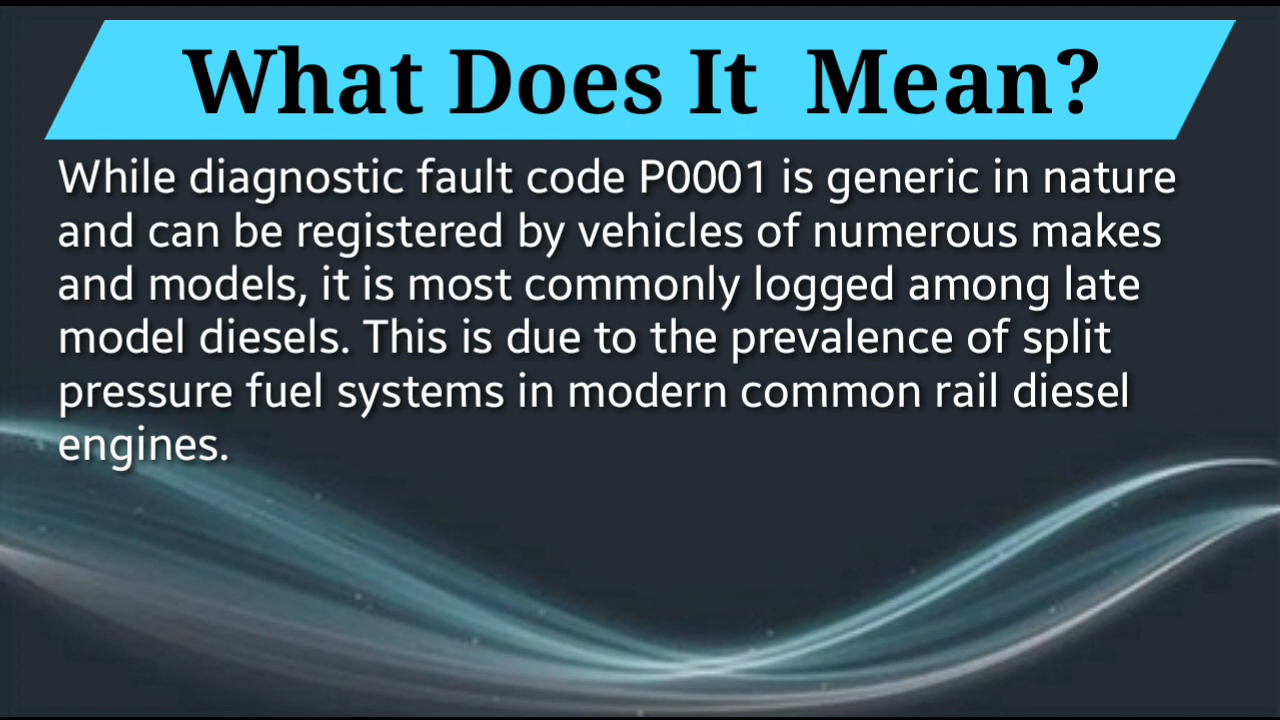 What Does It Mean?
While diagnostic fault code P0001 is generic in nature
and can be registered by vehicles of numerous makes
and models, it is most commonly logged among late
model diesels. This is due to the prevalence of split
pressure fuel systems in modern common rail diesel
engines.